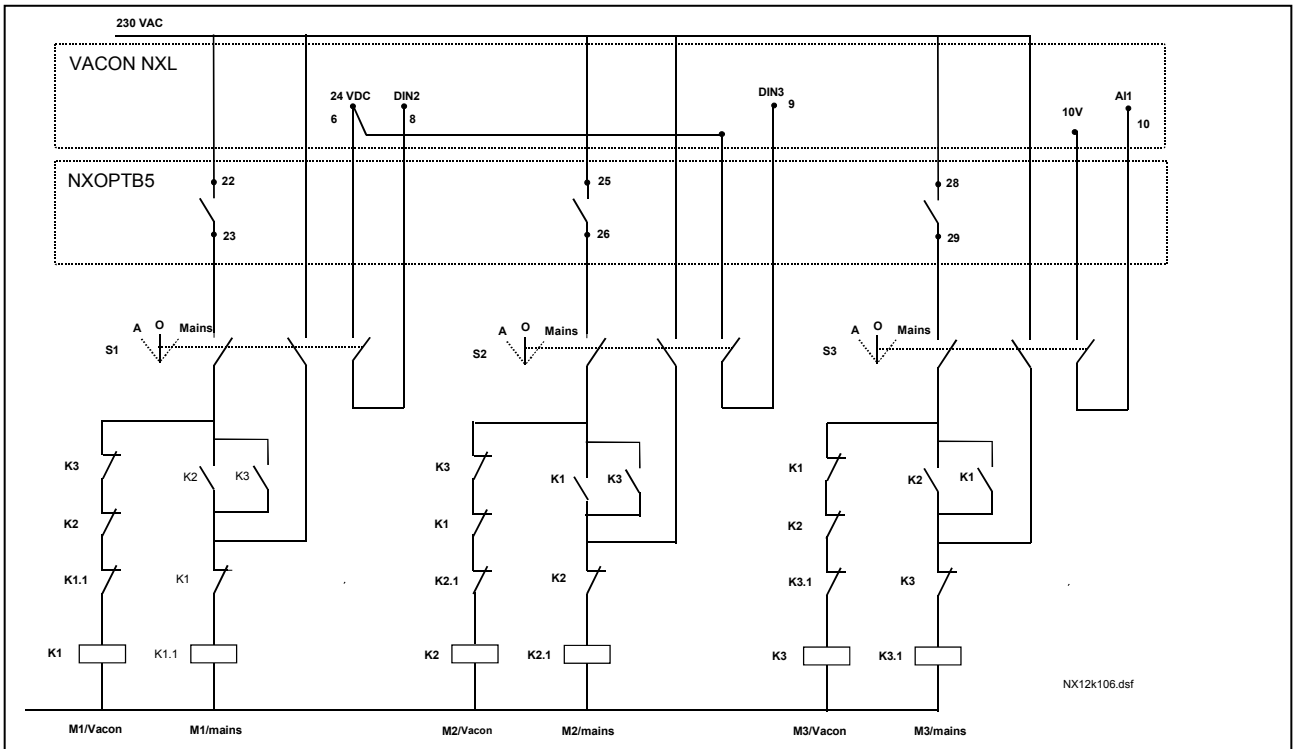 230 VAC
VACON NXL
24 VDC DIN2 DIN3 10V AI1
6 8 9 10
NXOPTB5
22 25 28
23 26 29
A O Mains A O Mains A O Mains
S1 S2 S3
K3 K2 K3 K3 K1 K3 K1 K2 K1
K2 K1 K2
K1.1 K1 K2.1 K2 K3.1 K3
K1 K1.1 K2 K2.1 K3 K3.1
NX12k106.dsf
M1/Vacon M1/mains M2/Vacon M2/mains M3/Vacon M3/mains